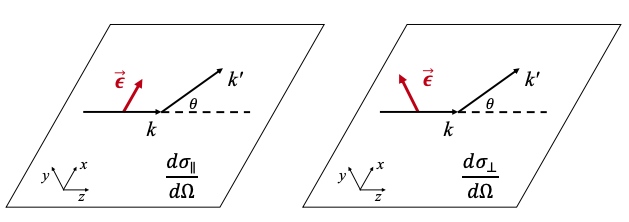 ϵ⃗ k' θ k
y x z dσ∥/dΩ
ϵ⃗ k' θ k
y x z dσ⊥/dΩ